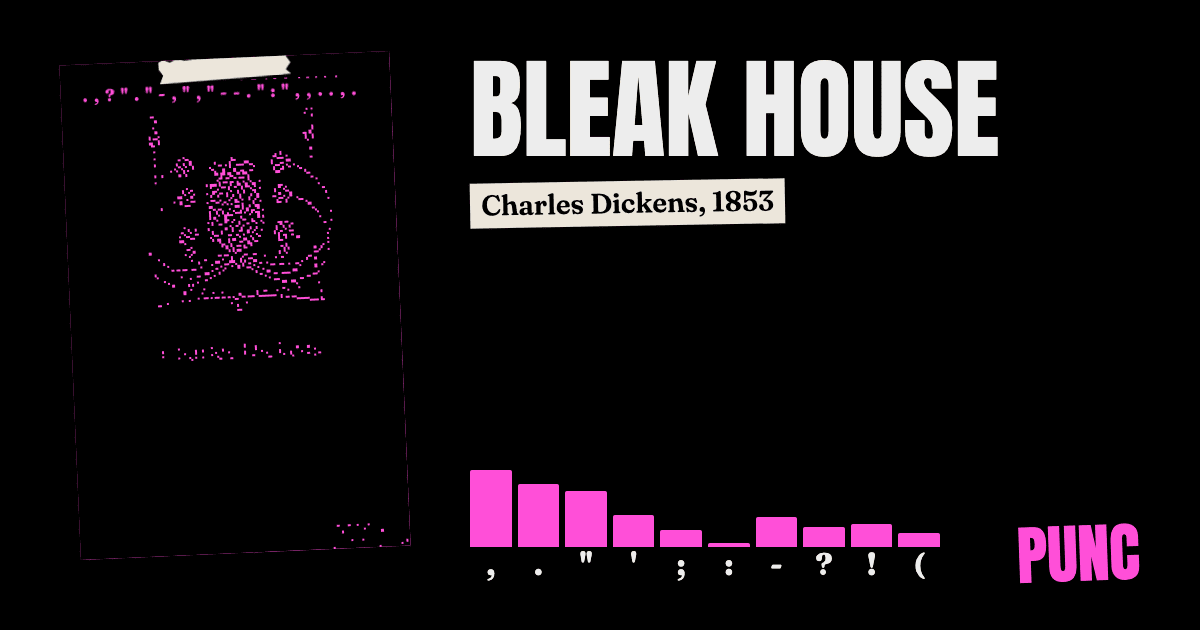 .,?"."-,","--.":",,..,.
BLEAK HOUSE
Charles Dickens, 1853
, . " ' ; : - ? ! (
PUNC